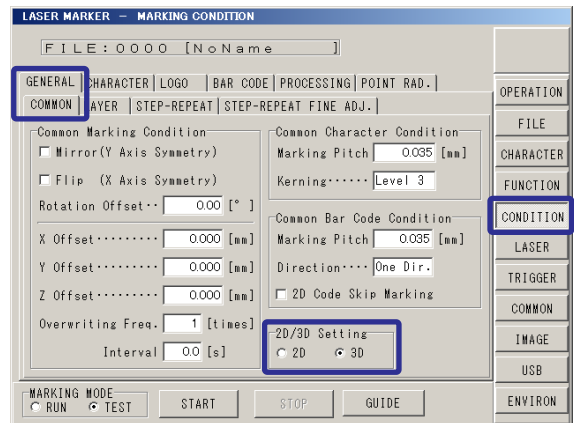 LASER MARKER — MARKING CONDITION
FILE:0000 [NoName ]
GENERAL CHARACTER LOGO BAR CODE PROCESSING POINT RAD.
COMMON AYER STEP-REPEAT STEP-REPEAT FINE ADJ.
Common Marking Condition
Mirror(Y Axis Symmetry)
Flip (X Axis Symmetry)
Rotation Offset·· 0.00 [° ]
X Offset········· 0.000 [mm]
Y Offset········· 0.000 [mm]
Z Offset········· 0.000 [mm]
Overwriting Freq. 1 [times]
Interval 0.0 [s]
Common Character Condition
Marking Pitch 0.035 [mm]
Kerning······ Level 3
Common Bar Code Condition
Marking Pitch 0.035 [mm]
Direction···· One Dir.
2D Code Skip Marking
2D/3D Setting
2D 3D
MARKING MODE
RUN TEST START STOP GUIDE
OPERATION
FILE
CHARACTER
FUNCTION
CONDITION
LASER
TRIGGER
COMMON
IMAGE
USB
ENVIRON